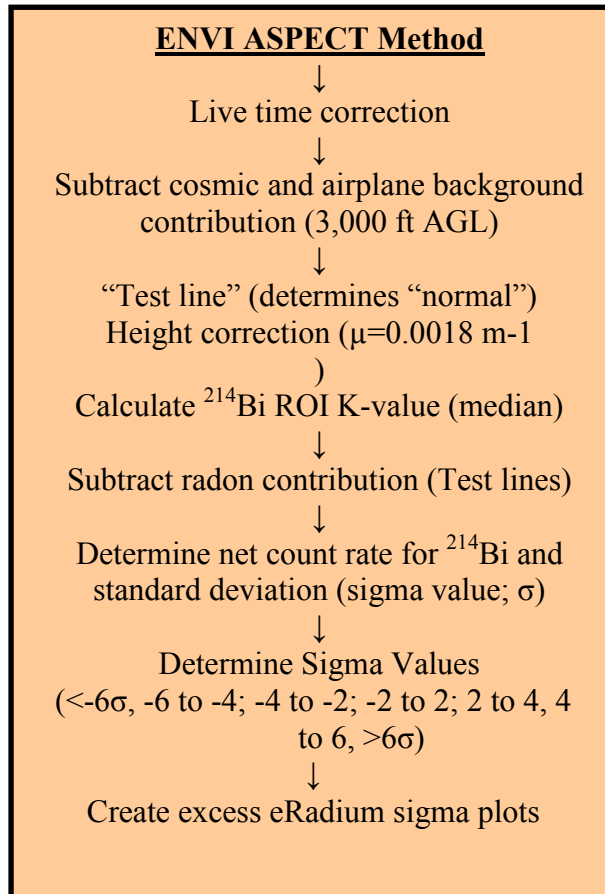 ENVI ASPECT Method
↓
Live time correction
↓
Subtract cosmic and airplane background
contribution (3,000 ft AGL)
↓
“Test line” (determines “normal”)
Height correction (µ=0.0018 m-1
)
Calculate ²¹⁴Bi ROI K-value (median)
↓
Subtract radon contribution (Test lines)
↓
Determine net count rate for ²¹⁴Bi and
standard deviation (sigma value; σ)
↓
Determine Sigma Values
(<-6σ, -6 to -4; -4 to -2; -2 to 2; 2 to 4, 4
to 6, >6σ)
↓
Create excess eRadium sigma plots